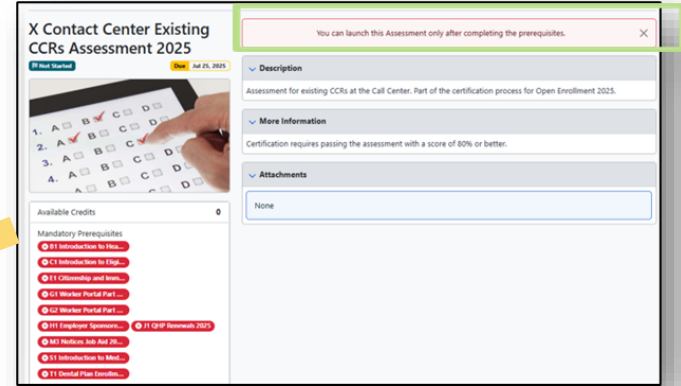 X Contact Center Existing
CCRs Assessment 2025
Not Started
Due Jul 25, 2025
1. A B C D
2. A B C D
3. A B C D
4. A B C D
A B C D
Available Credits 0
Mandatory Prerequisites
B1 Introduction to Hea...
C1 Introduction to Eligi...
E1 Citizenship and Imm...
G1 Worker Portal Part ...
G2 Worker Portal Part ...
H1 Employer Sponsore... J1 QHP Renewals 2025
M3 Notices Job Aid 20...
S1 Introduction to Med...
T1 Dental Plan Enrollm...
You can launch this Assessment only after completing the prerequisites.
Description
Assessment for existing CCRs at the Call Center. Part of the certification process for Open Enrollment 2025.
More Information
Certification requires passing the assessment with a score of 80% or better.
Attachments
None